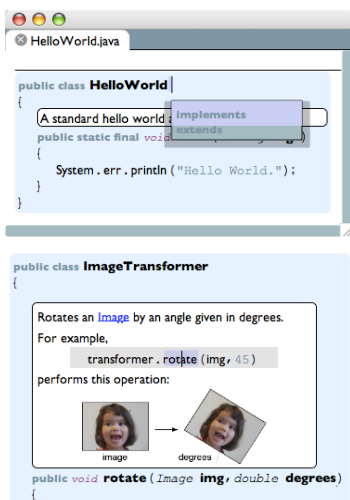 HelloWorld.java
public class HelloWorld
{
A standard hello world
implements
extends
public static final void
{
System.err.println("Hello World.");
}
}
public class ImageTransformer
{
Rotates an Image by an angle given in degrees.
For example,
transformer.rotate(img, 45)
performs this operation:
image degrees
public void rotate(Image img, double degrees)
{